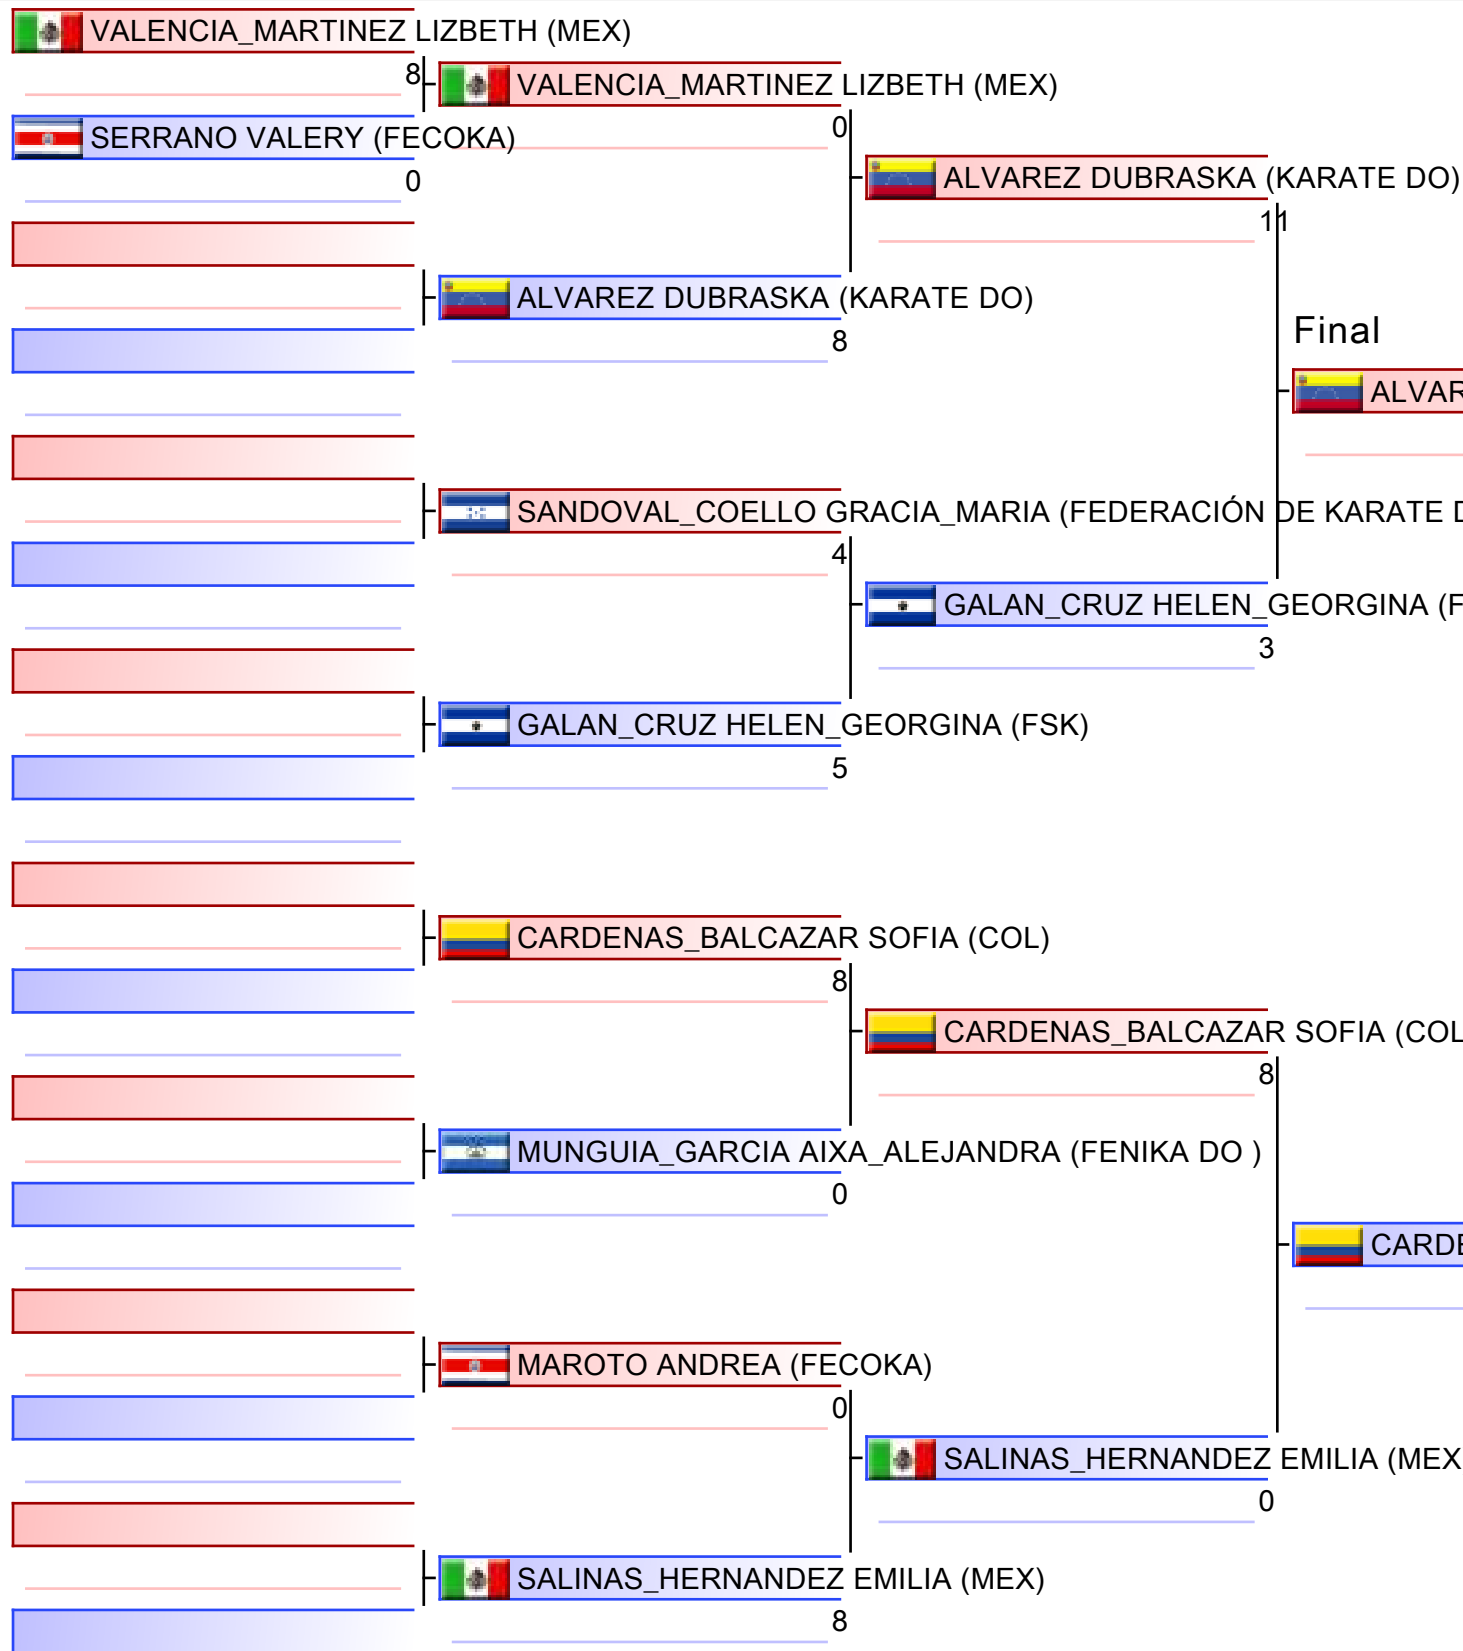 VALENCIA_MARTINEZ LIZBETH (MEX)
8
SERRANO VALERY (FECOKA)
0
VALENCIA_MARTINEZ LIZBETH (MEX)
0
ALVAREZ DUBRASKA (KARATE DO)
8
SANDOVAL_COELLO GRACIA_MARIA (FEDERACIÓN DE KARATE
4
GALAN_CRUZ HELEN_GEORGINA (FSK)
5
CARDENAS_BALCAZAR SOFIA (COL)
8
MUNGUIA_GARCIA AIXA_ALEJANDRA (FENIKA DO )
0
MAROTO ANDREA (FECOKA)
0
SALINAS_HERNANDEZ EMILIA (MEX)
8
ALVAREZ DUBRASKA (KARATE DO)
11
GALAN_CRUZ HELEN_GEORGINA (F
3
CARDENAS_BALCAZAR SOFIA (COL
8
SALINAS_HERNANDEZ EMILIA (MEX
0
Final
ALVAR
CARDE